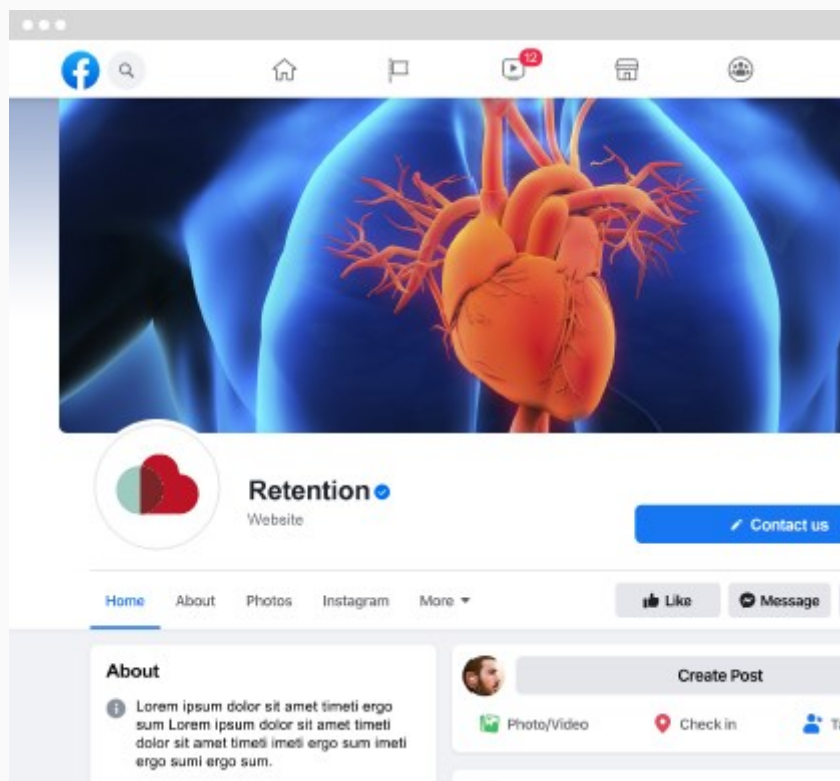 12
Retention
Website
Contact us
Home About Photos Instagram More
Like Message
About
Lorem ipsum dolor sit amet timeti ergo
sum Lorem ipsum dolor sit amet timeti
dolor sit amet timeti imeti ergo sum imeti
ergo sumi ergo sum.
Create Post
Photo/Video Check in